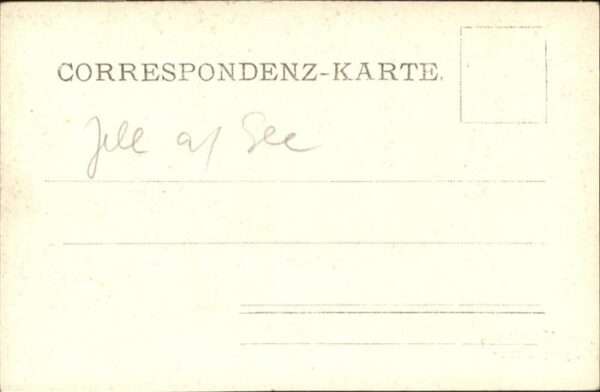 CORRESPONDENZ-KARTE.
Zell a/ See